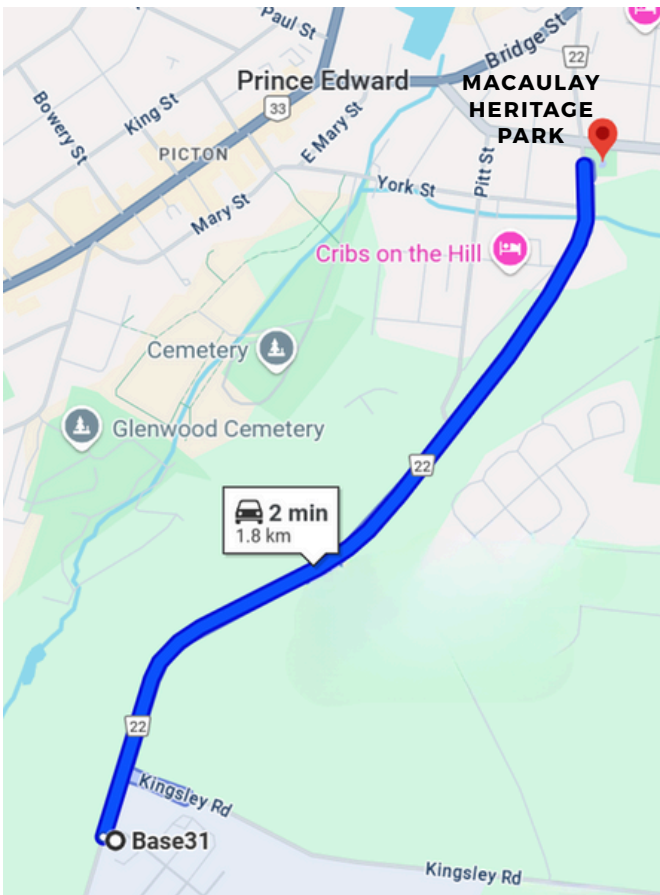 Paul St
Bridge St
22
Prince Edward
33
MACAULAY
HERITAGE
PARK
King St
Bowery St
PICTON
E Mary St
Pitt St
York St
Mary St
Cribs on the Hill
Cemetery
Glenwood Cemetery
22
2 min
1.8 km
22
Kingsley Rd
Base31
Kingsley Rd